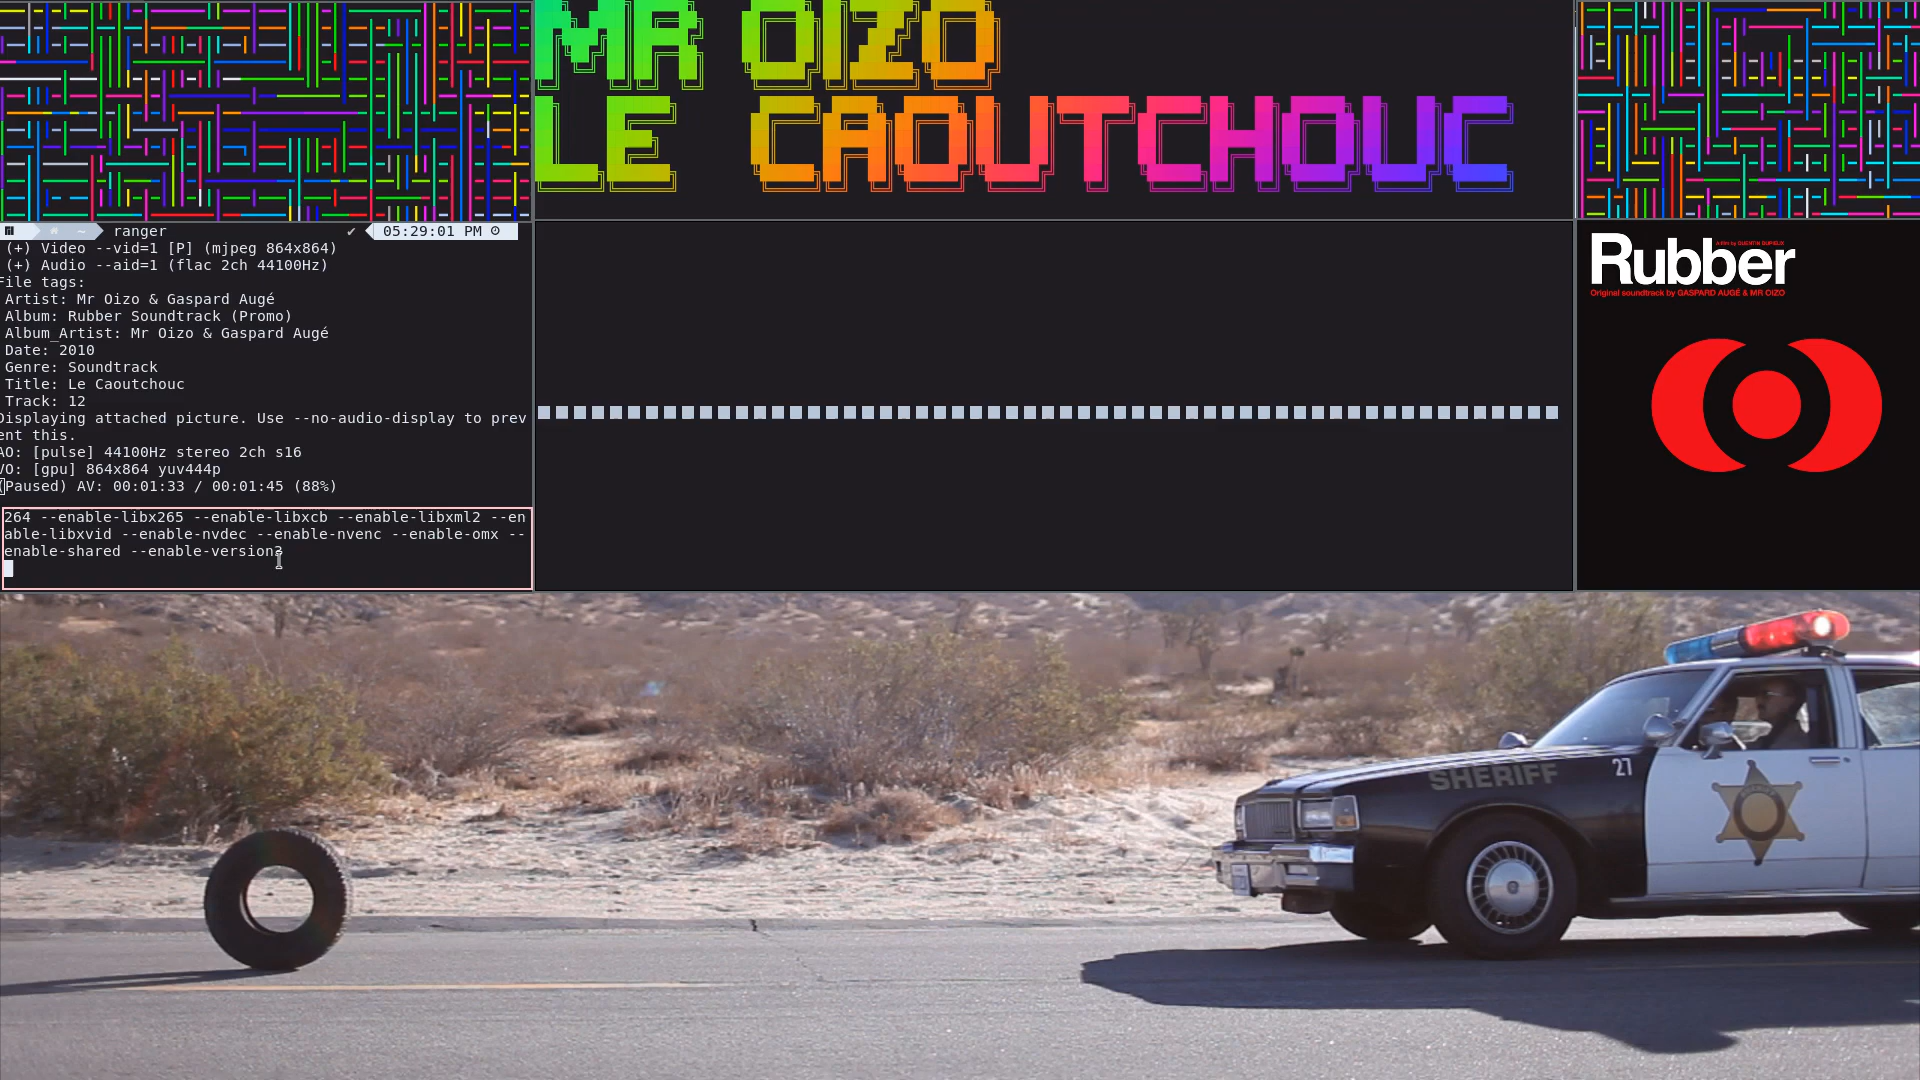 MR OIZO
LE CAOUTCHOUC
~ ranger ✔ 05:29:01 PM
(+) Video --vid=1 [P] (mjpeg 864x864)
(+) Audio --aid=1 (flac 2ch 44100Hz)
File tags:
Artist: Mr Oizo & Gaspard Augé
Album: Rubber Soundtrack (Promo)
Album_Artist: Mr Oizo & Gaspard Augé
Date: 2010
Genre: Soundtrack
Title: Le Caoutchouc
Track: 12
Displaying attached picture. Use --no-audio-display to prev
ent this.
AO: [pulse] 44100Hz stereo 2ch s16
VO: [gpu] 864x864 yuv444p
(Paused) AV: 00:01:33 / 00:01:45 (88%)
264 --enable-libx265 --enable-libxcb --enable-libxml2 --en
able-libxvid --enable-nvdec --enable-nvenc --enable-omx --
enable-shared --enable-version3
A film by QUENTIN DUPIEUX
Rubber
Original soundtrack by GASPARD AUGÉ & MR OIZO
SHERIFF
27